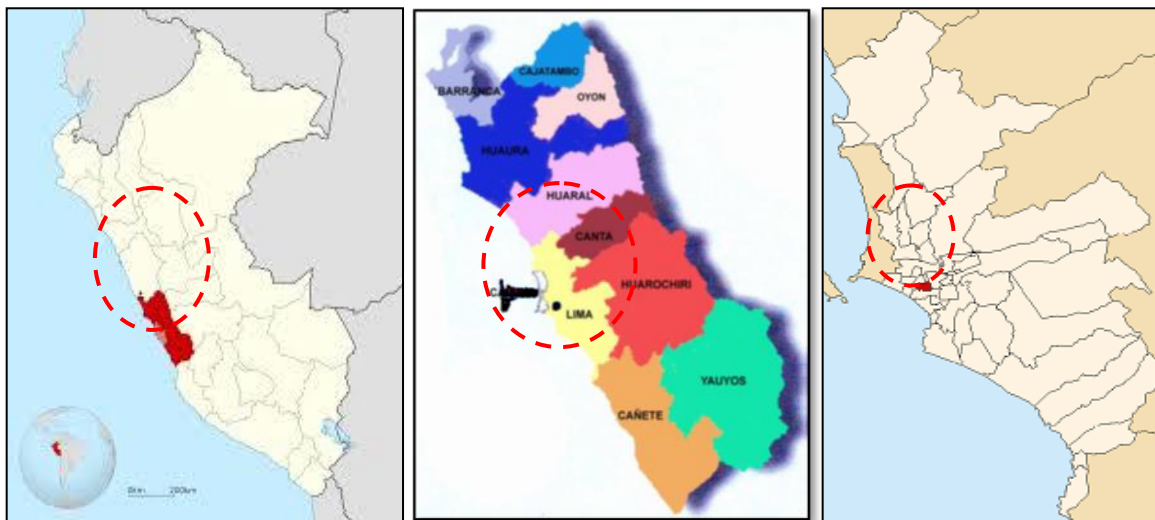 0km 200km
CAJATAMBO
BARRANCA
OYON
HUAURA
HUARAL
CANTA
HUAROCHIRI
LIMA
YAUYOS
CAÑETE